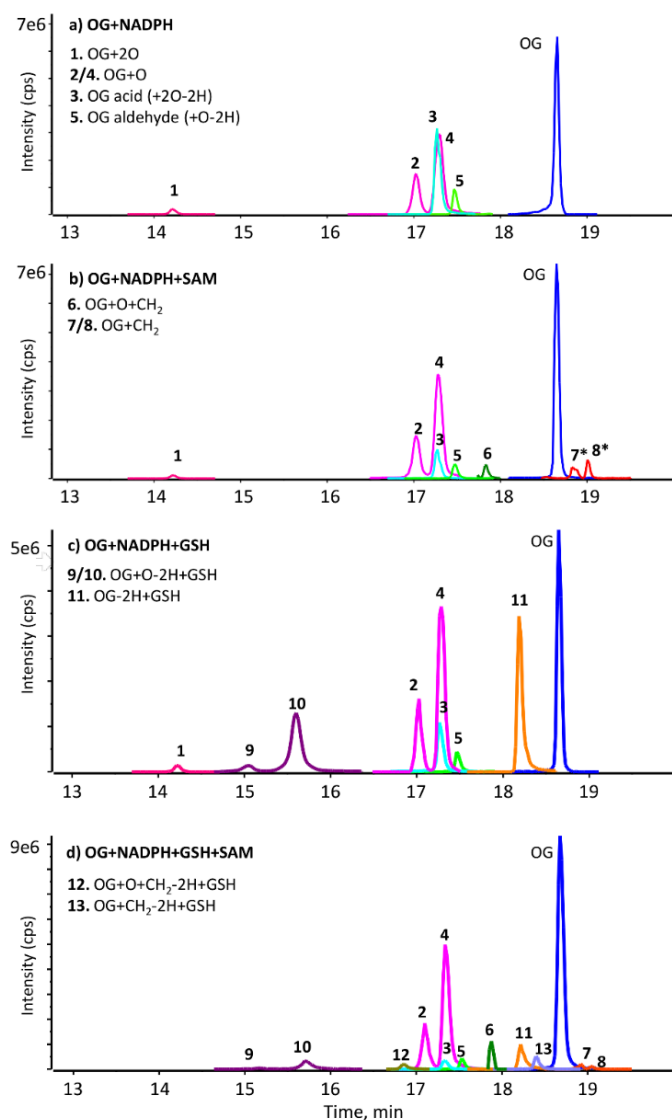 7e6
a) OG+NADPH
1. OG+2O
2/4. OG+O
3. OG acid (+2O-2H)
5. OG aldehyde (+O-2H)
OG
3
4
2
5
1
Intensity (cps)
13 14 15 16 17 18 19
7e6
b) OG+NADPH+SAM
6. OG+O+CH₂
7/8. OG+CH₂
OG
4
2
3
5
6
7*
8*
1
Intensity (cps)
13 14 15 16 17 18 19
5e6
c) OG+NADPH+GSH
9/10. OG+O-2H+GSH
11. OG-2H+GSH
OG
4
11
2
10
3
5
1
9
Intensity (cps)
13 14 15 16 17 18 19
9e6
d) OG+NADPH+GSH+SAM
12. OG+O+CH₂-2H+GSH
13. OG+CH₂-2H+GSH
OG
4
2
6
11
13
12
3
5
7
8
9
10
Intensity (cps)
13 14 15 16 17 18 19
Time, min